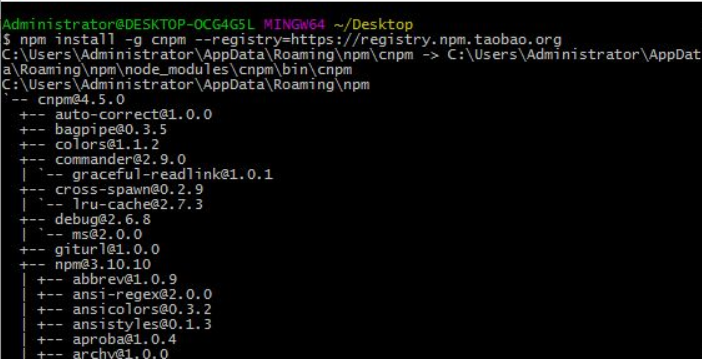 Administrator@DESKTOP-OCG4G5L MINGW64 ~/Desktop
$ npm install -g cnpm --registry=https://registry.npm.taobao.org
C:\Users\Administrator\AppData\Roaming\npm\cnpm -> C:\Users\Administrator\AppDat
a\Roaming\npm\node_modules\cnpm\bin\cnpm
C:\Users\Administrator\AppData\Roaming\npm
`-- cnpm@4.5.0
  +-- auto-correct@1.0.0
  +-- bagpipe@0.3.5
  +-- colors@1.1.2
  +-- commander@2.9.0
  | `-- graceful-readlink@1.0.1
  +-- cross-spawn@0.2.9
  | `-- lru-cache@2.7.3
  +-- debug@2.6.8
  | `-- ms@2.0.0
  +-- giturl@1.0.0
  +-- npm@3.10.10
  | +-- abbrev@1.0.9
  | +-- ansi-regex@2.0.0
  | +-- ansicolors@0.3.2
  | +-- ansistyles@0.1.3
  | +-- aproba@1.0.4
  | +-- archy@1.0.0